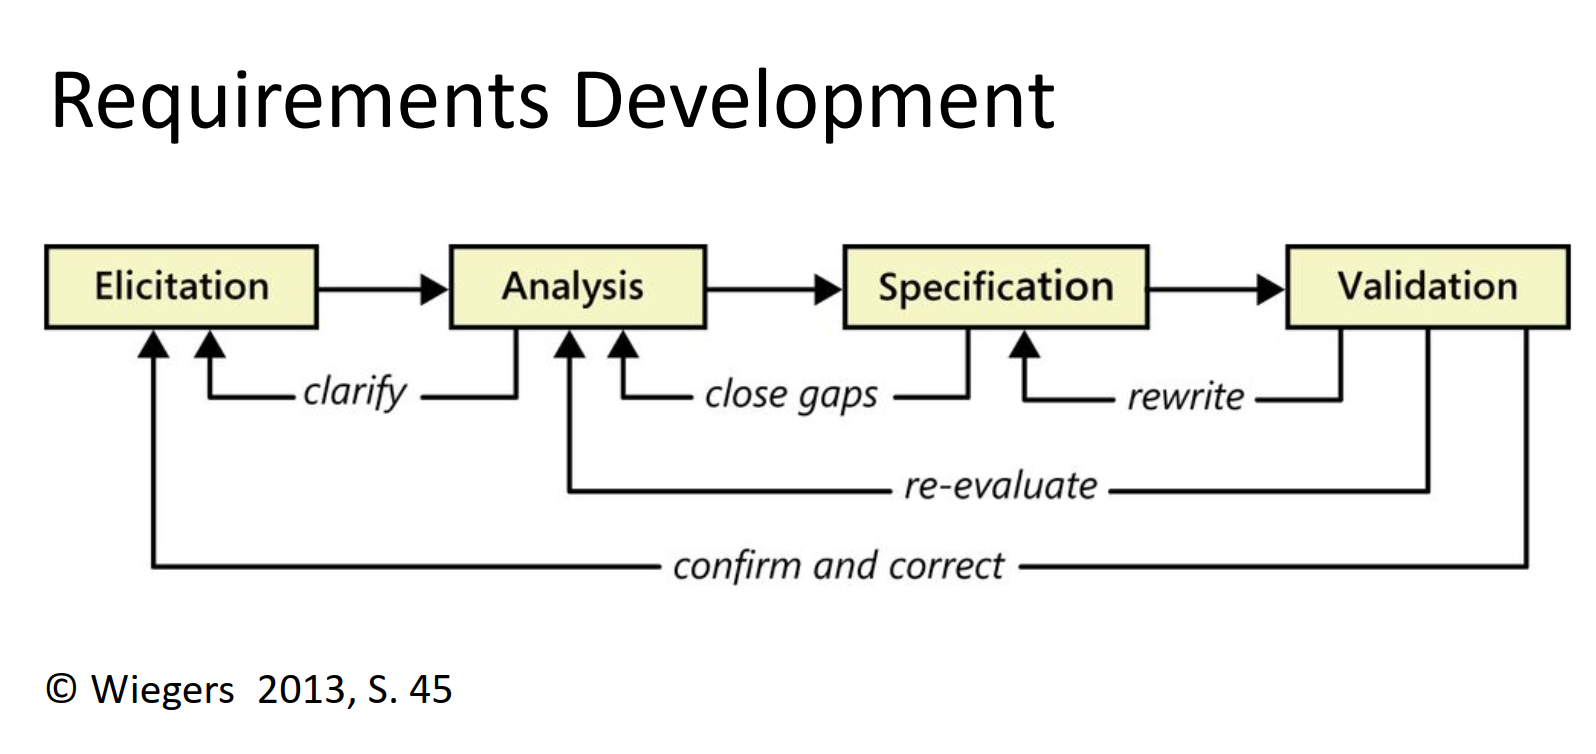 Requirements Development
Elicitation
Analysis
Specification
Validation
clarify
close gaps
rewrite
re-evaluate
confirm and correct
© Wiegers 2013, S. 45